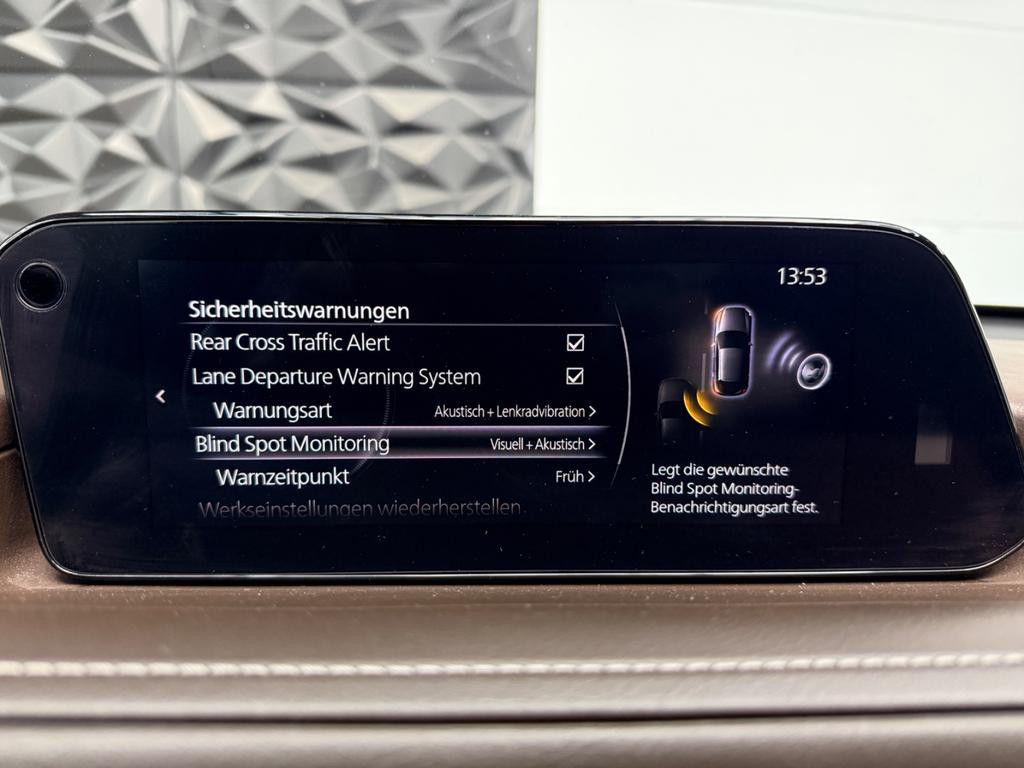 13:53
Sicherheitswarnungen
Rear Cross Traffic Alert
Lane Departure Warning System
Warnungsart Akustisch + Lenkradvibration >
Blind Spot Monitoring Visuell + Akustisch >
Warnzeitpunkt Früh >
Werkseinstellungen wiederherstellen
Legt die gewünschte
Blind Spot Monitoring-
Benachrichtigungsart fest.